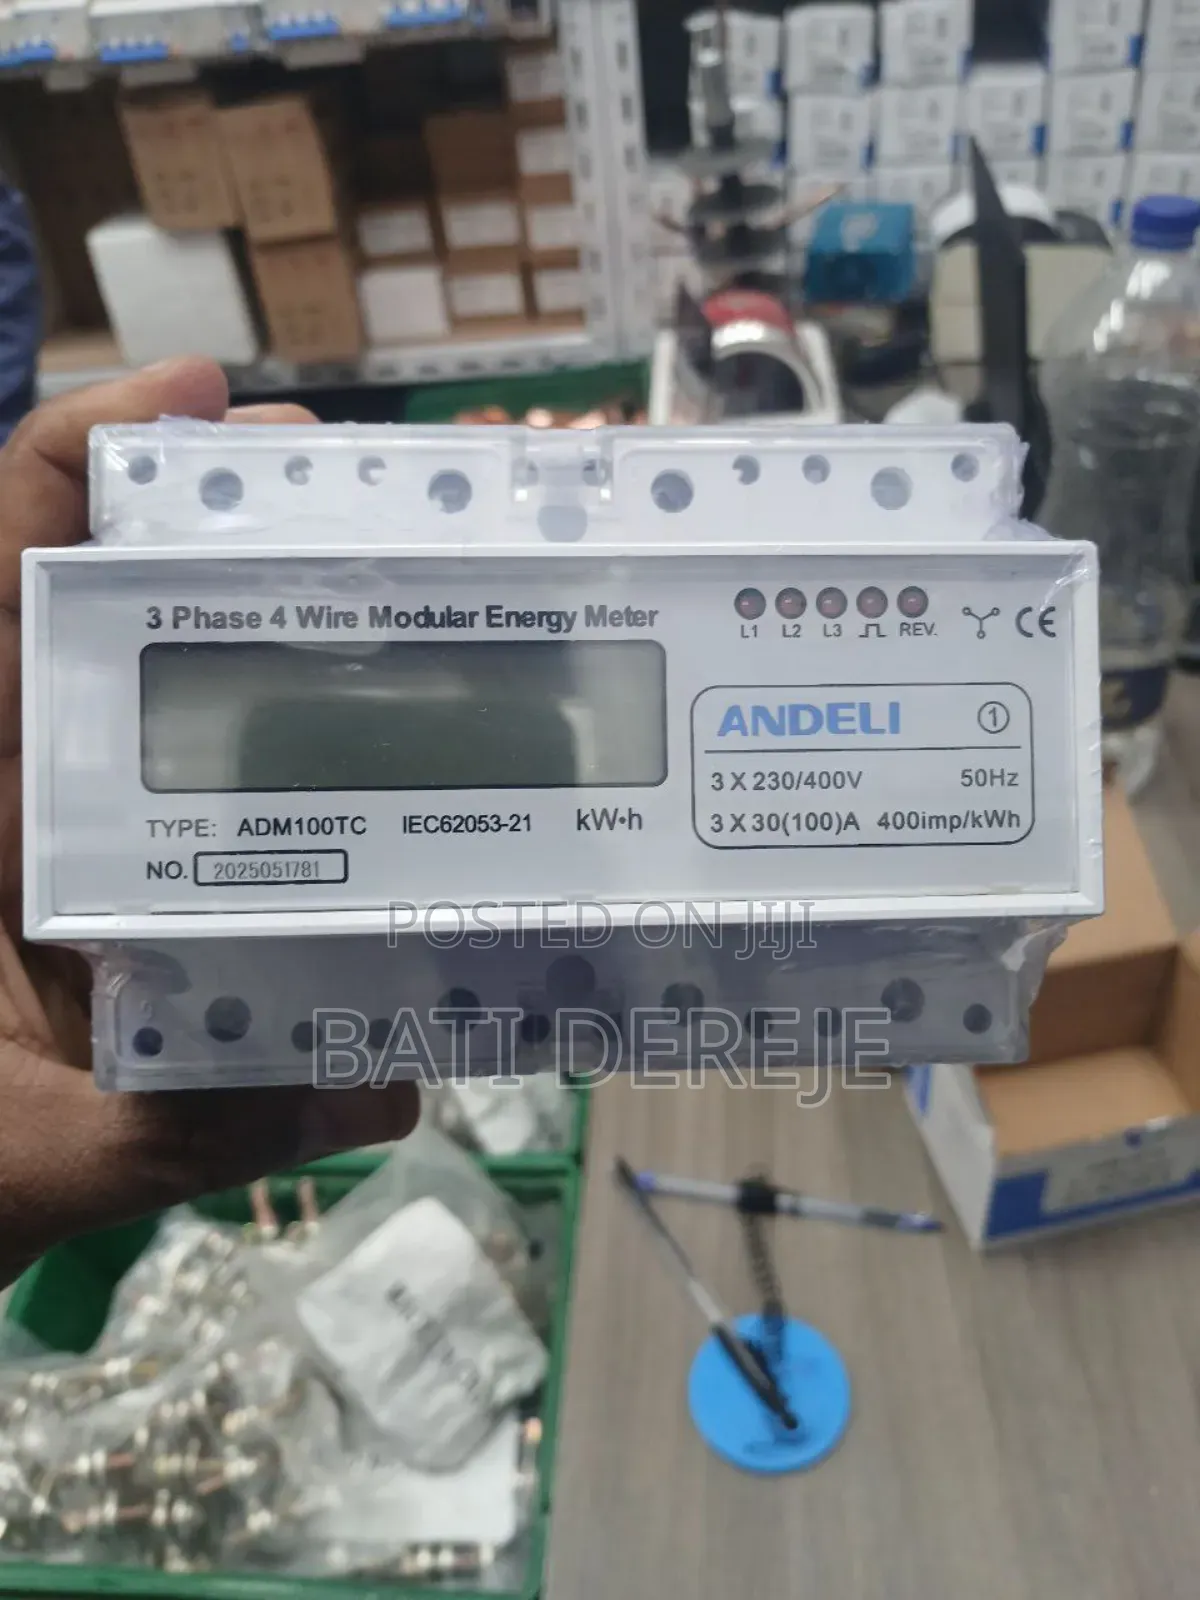 3 Phase 4 Wire Modular Energy Meter
L1 L2 L3 REV. CE
ANDELI 1
3 X 230/400V 50Hz
3 X 30(100)A 400imp/kWh
TYPE: ADM100TC IEC62053-21 kW•h
NO. 2025051781
POSTED ON JIJI
BATI DEREJE